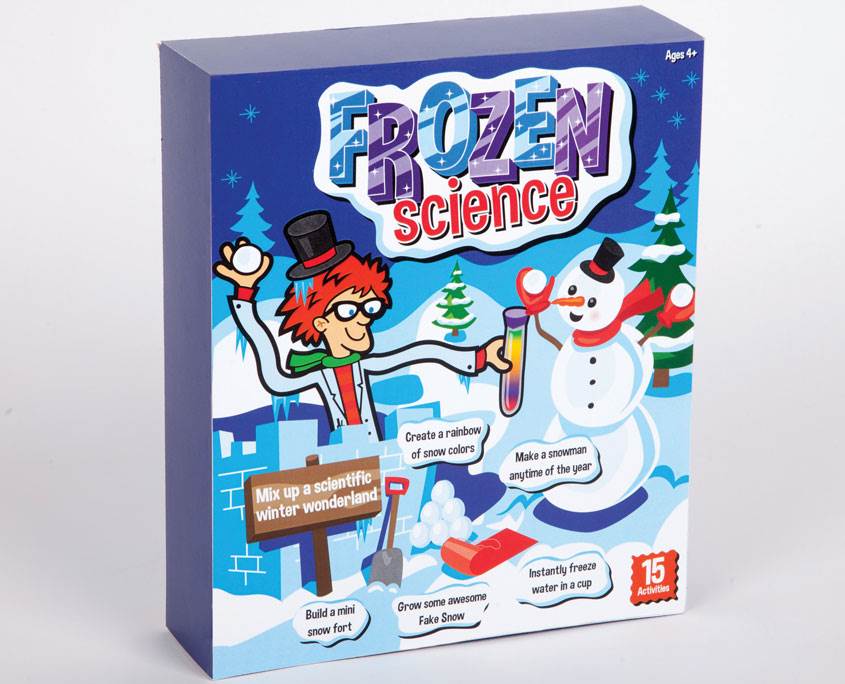 Ages 4+
FROZEN
science
Create a rainbow
of snow colors
Make a snowman
anytime of the year
Mix up a scientific
winter wonderland
Instantly freeze
water in a cup
15
Activities
Grow some awesome
Fake Snow
Build a mini
snow fort